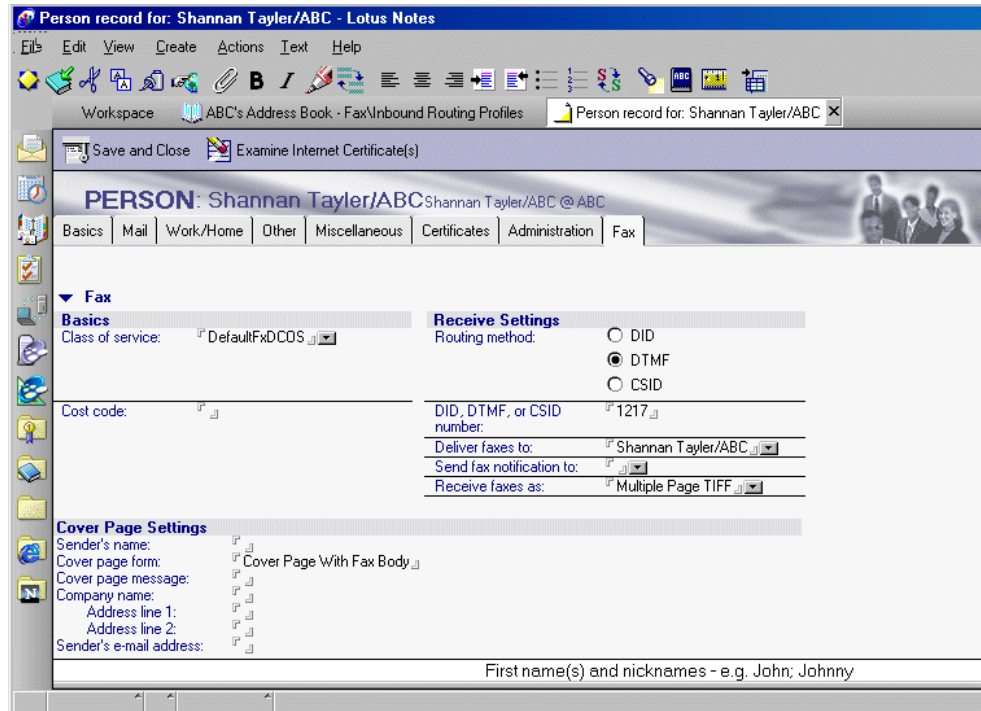 Person record for: Shannan Tayler/ABC - Lotus Notes
File Edit View Create Actions Text Help
B I ABC
Workspace ABC's Address Book - Fax\Inbound Routing Profiles Person record for: Shannan Tayler/ABC
Save and Close Examine Internet Certificate(s)
PERSON: Shannan Tayler/ABC Shannan Tayler/ABC @ ABC
Basics Mail Work/Home Other Miscellaneous Certificates Administration Fax
Fax
Basics Receive Settings
Class of service: DefaultFxDCOS Routing method: DID
DTMF
CSID
Cost code: DID, DTMF, or CSID number: 1217
Deliver faxes to: Shannan Tayler/ABC
Send fax notification to:
Receive faxes as: Multiple Page TIFF
Cover Page Settings
Sender's name:
Cover page form: Cover Page With Fax Body
Cover page message:
Company name:
Address line 1:
Address line 2:
Sender's e-mail address:
First name(s) and nicknames - e.g. John; Johnny